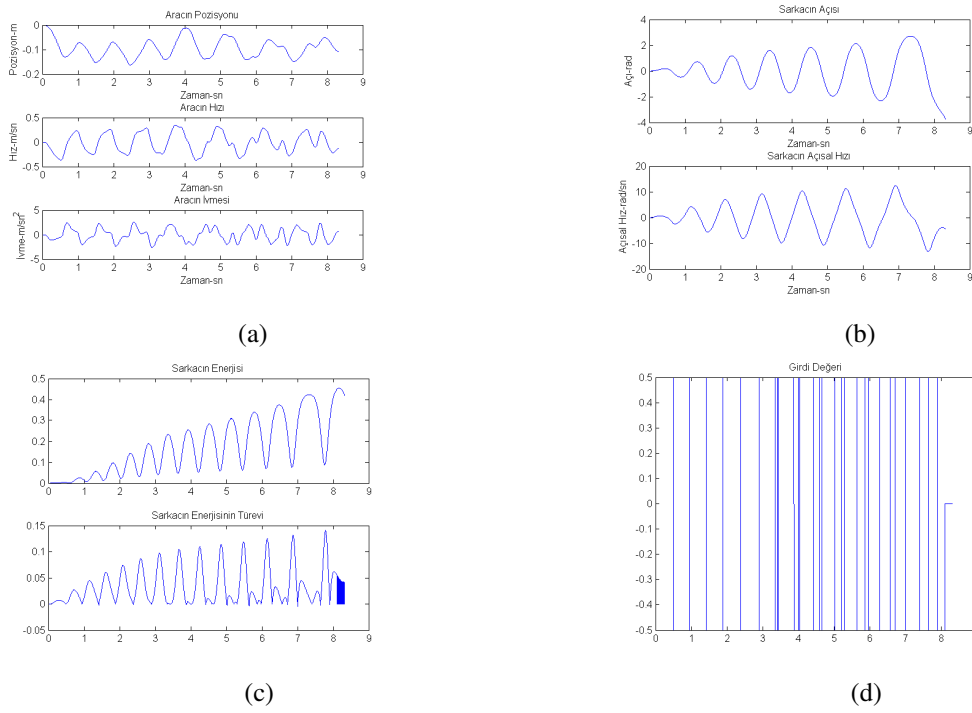 Aracın Pozisyonu
Pozisyon-m
0
-0.1
-0.2
0 1 2 3 4 5 6 7 8 9
Zaman-sn
Aracın Hızı
Hız-m/sn
0.5
0
-0.5
0 1 2 3 4 5 6 7 8 9
Zaman-sn
Aracın İvmesi
İvme-m/sn²
5
0
-5
0 1 2 3 4 5 6 7 8 9
Zaman-sn
(a)
Sarkacın Açısı
Açı-rad
4
2
0
-2
-4
0 1 2 3 4 5 6 7 8 9
Zaman-sn
Sarkacın Açısal Hızı
Açısal Hız-rad/sn
20
10
0
-10
-20
0 1 2 3 4 5 6 7 8 9
Zaman-sn
(b)
Sarkacın Enerjisi
0.5
0.4
0.3
0.2
0.1
0
0 1 2 3 4 5 6 7 8 9
Sarkacın Enerjisinin Türevi
0.15
0.1
0.05
0
-0.05
0 1 2 3 4 5 6 7 8 9
(c)
Girdi Değeri
0.5
0.4
0.3
0.2
0.1
0
-0.1
-0.2
-0.3
-0.4
-0.5
0 1 2 3 4 5 6 7 8
(d)